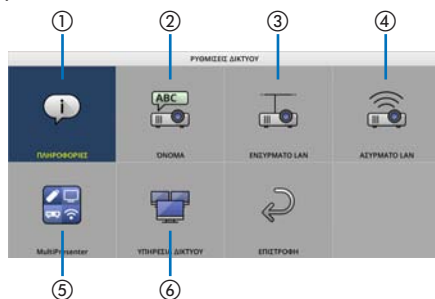 ① ② ③ ④
ΡΥΘΜΙΣΕΙΣ ΔΙΚΤΥΟΥ
ABC
ΠΛΗΡΟΦΟΡΙΕΣ ΌΝΟΜΑ ΕΝΣΥΡΜΑΤΟ LAN ΑΣΥΡΜΑΤΟ LAN
MultiPresenter ΥΠΗΡΕΣΙΑ ΔΙΚΤΥΟΥ ΕΠΙΣΤΡΟΦΗ
⑤ ⑥